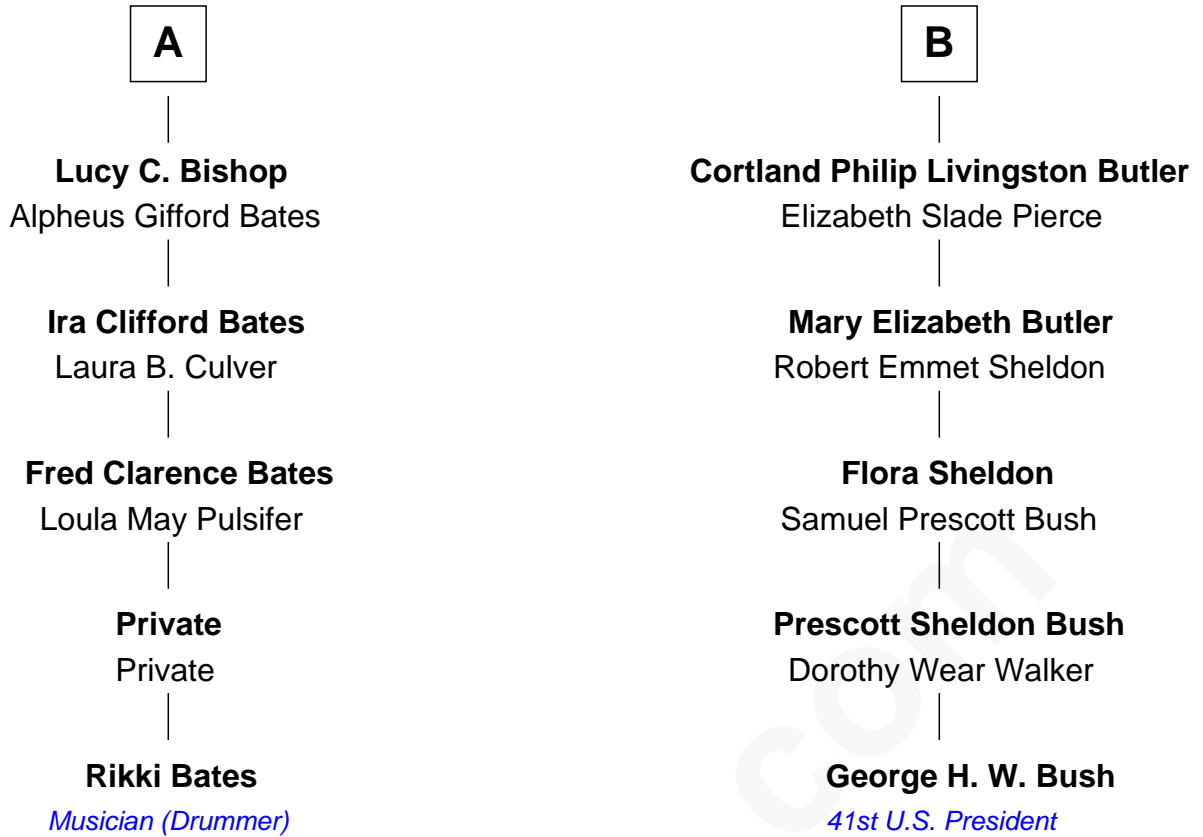 A
Lucy C. Bishop
Alpheus Gifford Bates
Ira Clifford Bates
Laura B. Culver
Fred Clarence Bates
Loula May Pulsifer
Private
Private
Rikki Bates
Musician (Drummer)
B
Cortland Philip Livingston Butler
Elizabeth Slade Pierce
Mary Elizabeth Butler
Robert Emmet Sheldon
Flora Sheldon
Samuel Prescott Bush
Prescott Sheldon Bush
Dorothy Wear Walker
George H. W. Bush
41st U.S. President
com